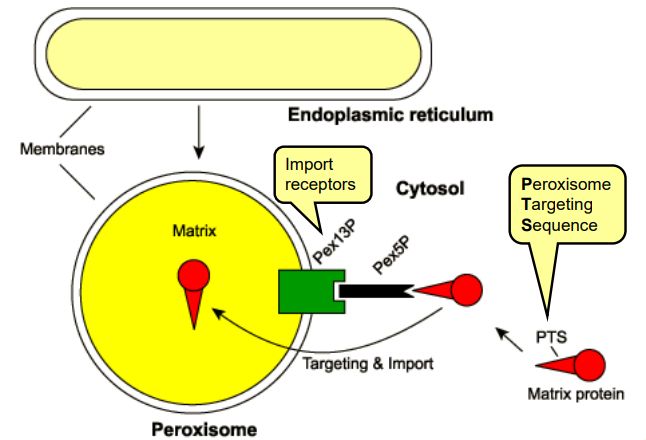 Endoplasmic reticulum
Membranes
Import
receptors
Cytosol
Peroxisome
Targeting
Sequence
Matrix
Pex13P
Pex5P
PTS
Targeting & Import
Matrix protein
Peroxisome